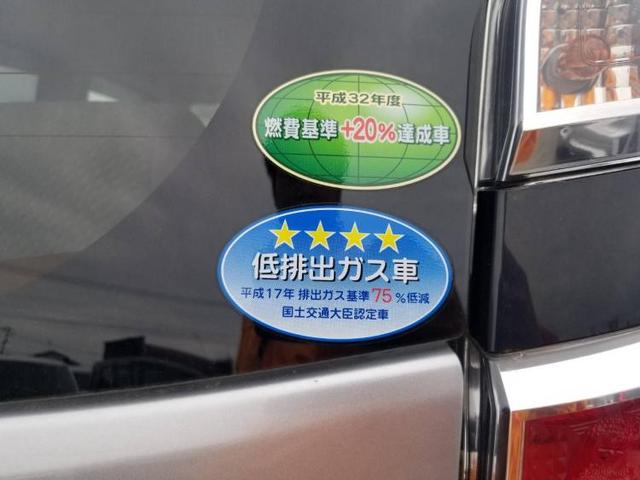 平成32年度
燃費基準+20%達成車
低排出ガス車
平成17年 排出ガス基準75%低減
国土交通大臣認定車